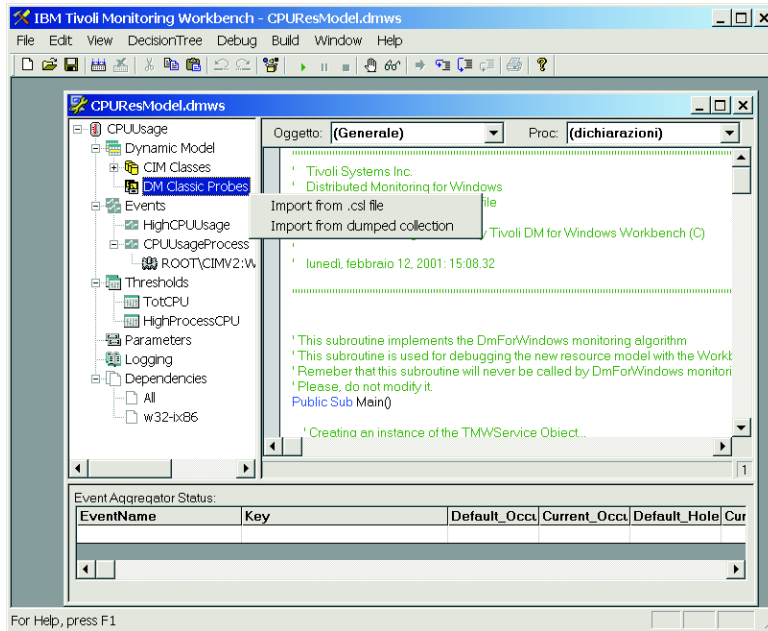 IBM Tivoli Monitoring Workbench - CPUResModel.dmws
File Edit View DecisionTree Debug Build Window Help
CPUResModel.dmws
CPUUsage
Dynamic Model
CIM Classes
DM Classic Probes
Events
HighCPUUsage
CPUUsageProcess
ROOT\CIMV2:W
Thresholds
TotCPU
HighProcessCPU
Parameters
Logging
Dependencies
All
w32-ix86
Oggetto: (Generale) Proc: (dichiarazioni)
' Tivoli Systems Inc.
' Distributed Monitoring for Windows
file
Import from .csl file
Import from dumped collection
y Tivoli DM for Windows Workbench (C)
'
' lunedì, febbraio 12, 2001: 15:08.32
' This subroutine implements the DmForWindows monitoring algorithm
' This subroutine is used for debugging the new resource model with the Workb
' Remeber that this subroutine will never be called by DmForWindows monitori
' Please, do not modify it.
Public Sub Main()
' Creating an instance of the TMWService Object...
1
Event Aggregator Status:
EventName Key Default_Occu Current_Occu Default_Hole Cur
For Help, press F1